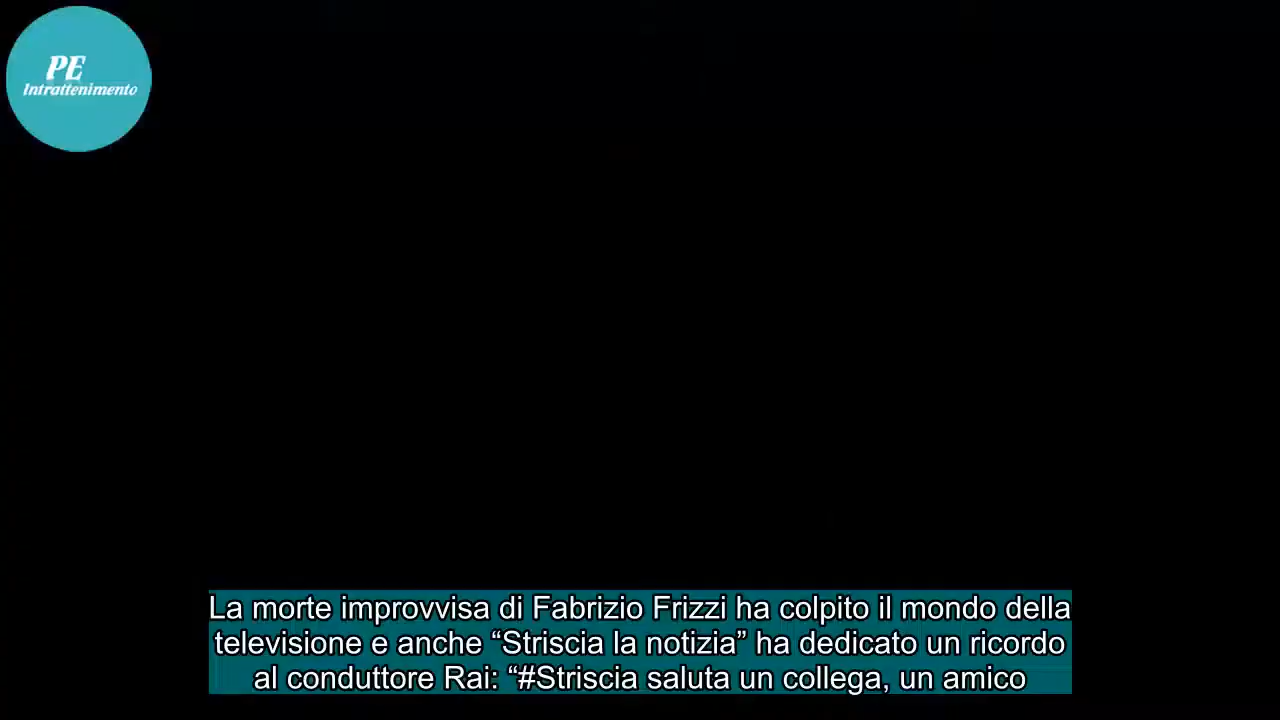 PE
Intrattenimento
La morte improvvisa di Fabrizio Frizzi ha colpito il mondo della
televisione e anche “Striscia la notizia” ha dedicato un ricordo
al conduttore Rai: “#Striscia saluta un collega, un amico